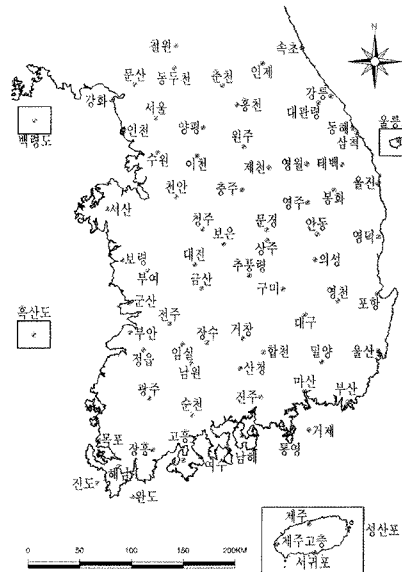 N
철원
속초
인제
문산
동두천
춘천
강화
강릉
서울
홍천
대관령
울릉
백령도
인천
양평
동해
원주
삼척
수원
이천
제천
영월
태백
천안
충주
울진
서산
영주
봉화
청주
문경
안동
보은
영덕
보령
대전
상주
의성
추풍령
부여
금산
구미
영천
포항
군산
흑산도
전주
대구
부안
장수
거창
정읍
임실
합천
밀양
울산
남원
산청
광주
마산
부산
순천
진주
목포
장흥
고흥
거제
해남
여수
남해
통영
진도
완도
제주
성산포
제주고층
서귀포
0 50 100 150 200KM